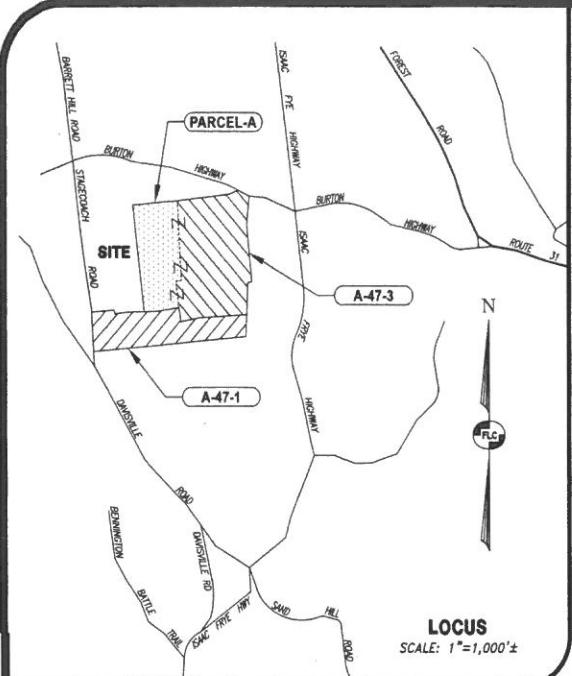 BARRETT HILL ROAD
STAGECOACH ROAD
ISAAC FYE HIGHWAY
FOREST ROAD
PARCEL-A
BURTON HIGHWAY
BURTON HIGHWAY
ROUTE 31
SITE
ISAAC FRYE HIGHWAY
A-47-3
N
A-47-1
FLC
DAVISVILLE ROAD
BENNINGTON BATTLE TRAIL
DAVISVILLE RD
ISAAC FRYE HWY
SAND HILL ROAD
LOCUS
SCALE: 1"=1,000'±